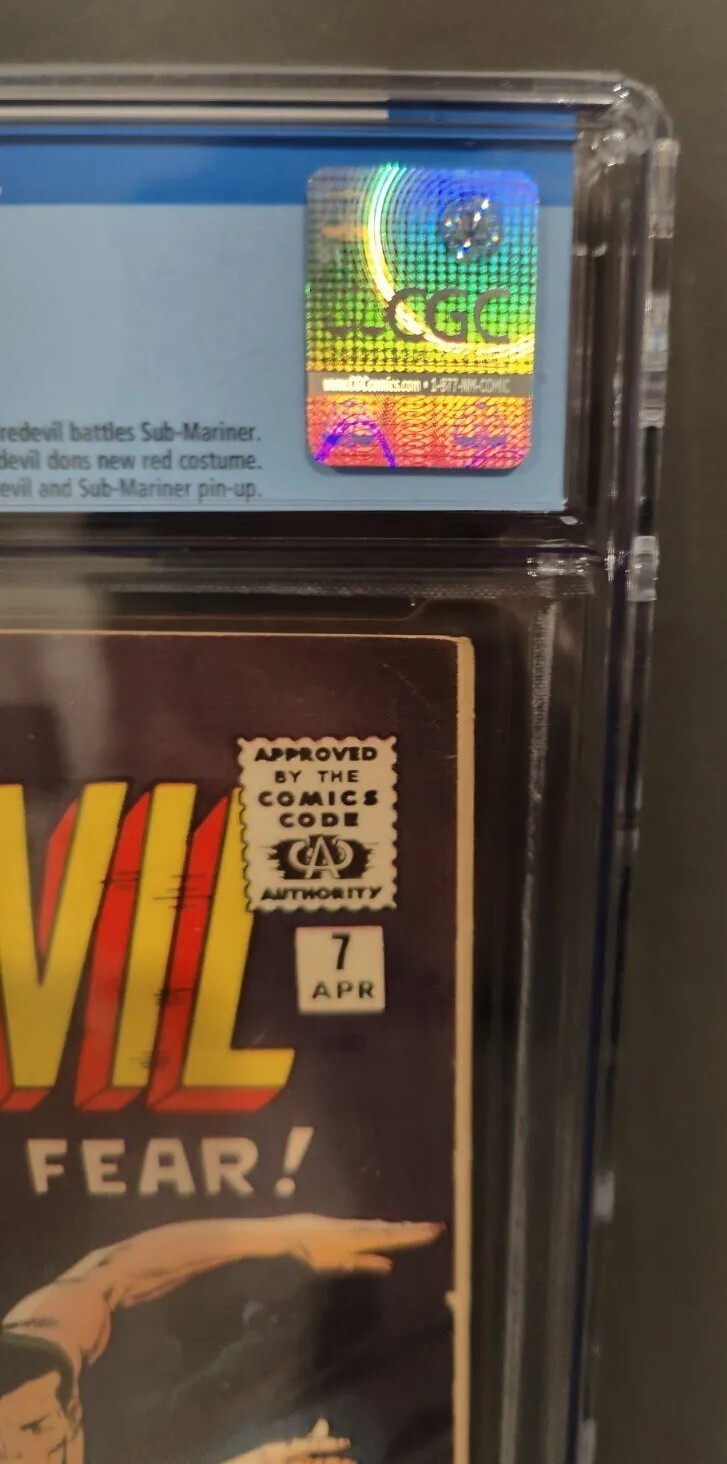 CGC
www.CGCcomics.com • 1-877-NM-COMIC
redevil battles Sub-Mariner.
devil dons new red costume.
evil and Sub-Mariner pin-up.
APPROVED
BY THE
COMICS
CODE
CA
AUTHORITY
7
APR
VIL
FEAR!